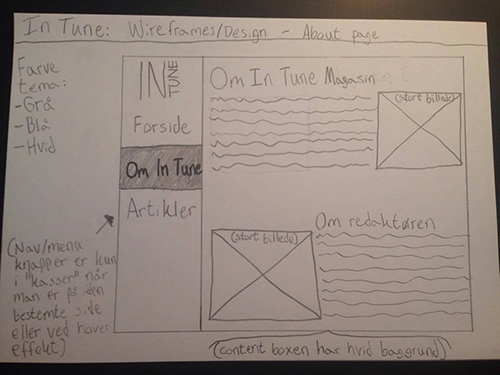 In Tune: Wireframes/Design - About page
Farve
tema:
-Grå
-Blå
-Hvid
IN
TUNE
Forside
Om In Tune
Artikler
(Nav/menu
knapper er kun
i "kasser" når
man er på den
bestemte side
eller ved hover
effekt)
Om In Tune Magasin
(stort billede)
Om redaktøren
(stort billede)
(content boxen har hvid baggrund)